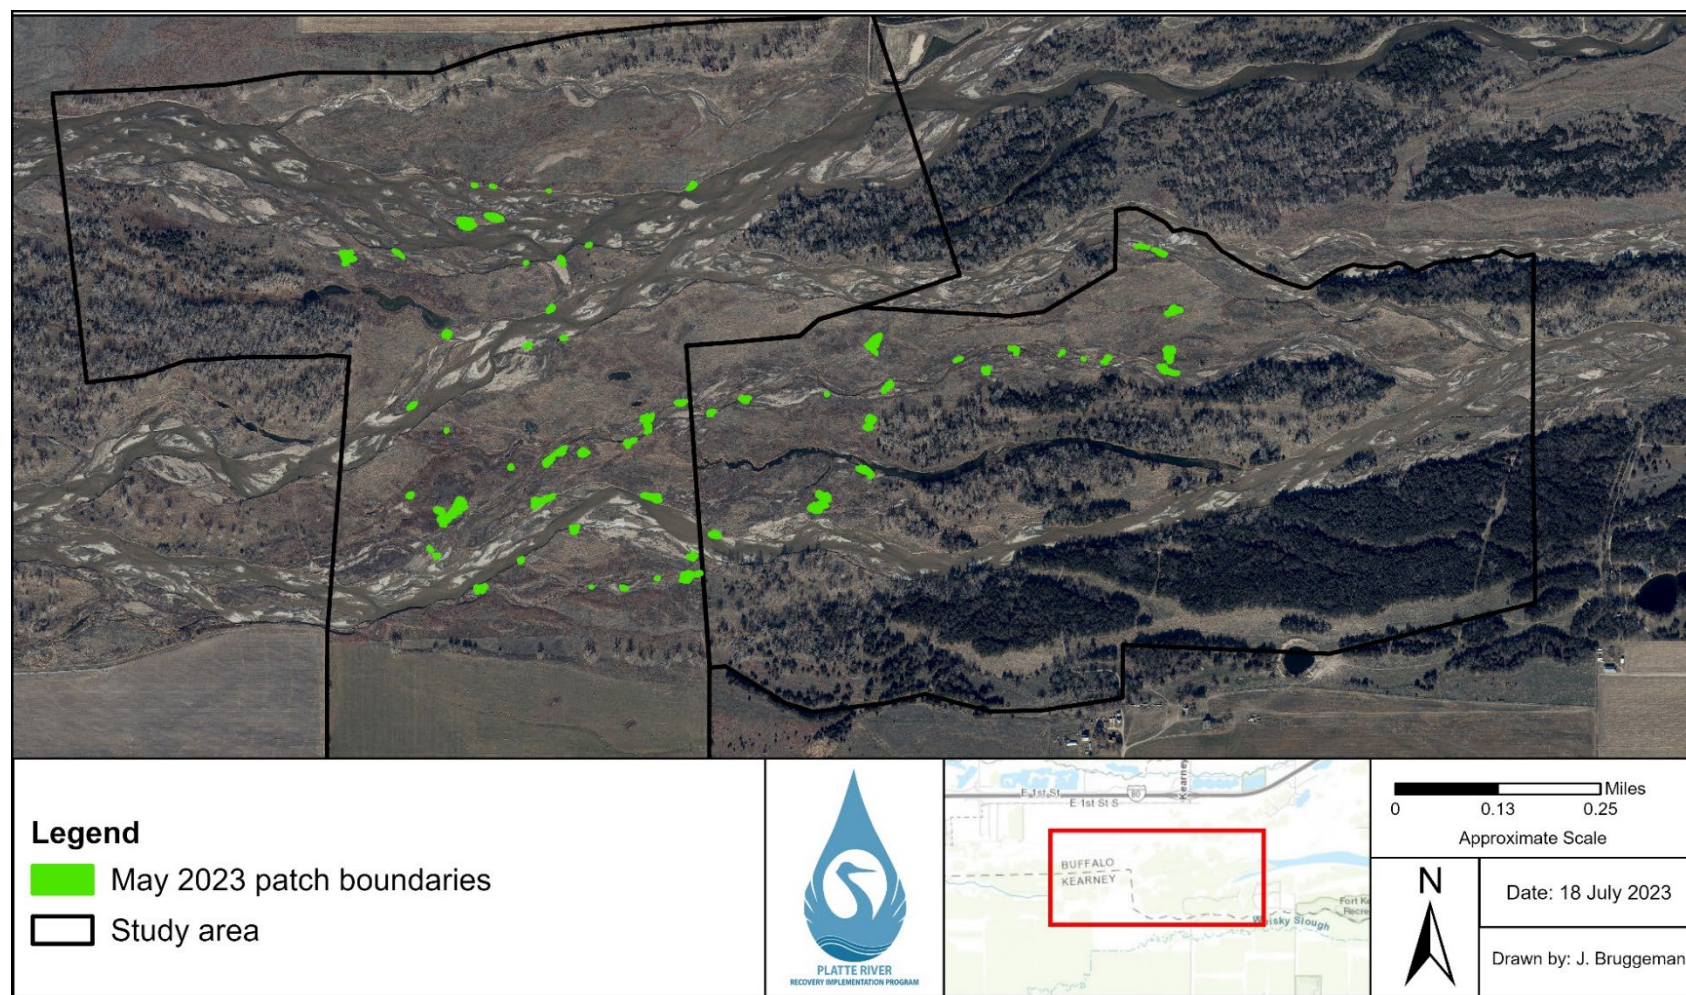 Legend
May 2023 patch boundaries
Study area
PLATTE RIVER
RECOVERY IMPLEMENTATION PROGRAM
E 1st St
80
E 1st St S
Kearney
BUFFALO
KEARNEY
Fort Ke
Recre
Whisky Slough
Miles
0 0.13 0.25
Approximate Scale
N
Date: 18 July 2023
Drawn by: J. Bruggeman